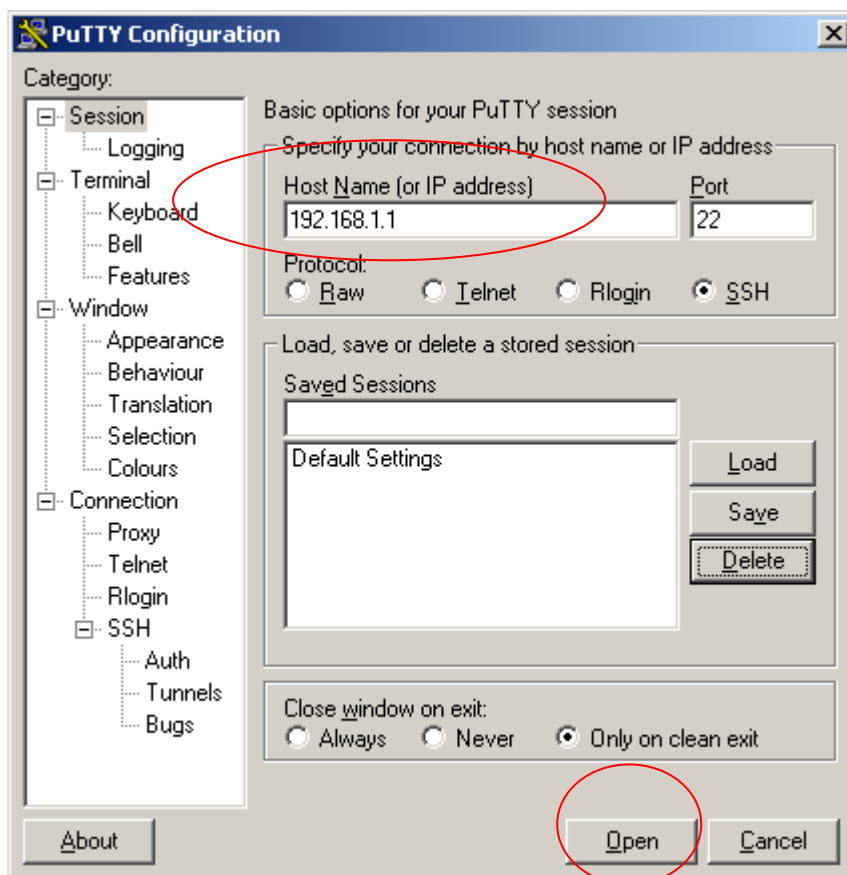 PuTTY Configuration
Category:
Session
Logging
Terminal
Keyboard
Bell
Features
Window
Appearance
Behaviour
Translation
Selection
Colours
Connection
Proxy
Telnet
Rlogin
SSH
Auth
Tunnels
Bugs
Basic options for your PuTTY session
Specify your connection by host name or IP address
Host Name (or IP address) Port
192.168.1.1 22
Protocol:
Raw Telnet Rlogin SSH
Load, save or delete a stored session
Saved Sessions
Default Settings
Load
Save
Delete
Close window on exit:
Always Never Only on clean exit
About Open Cancel